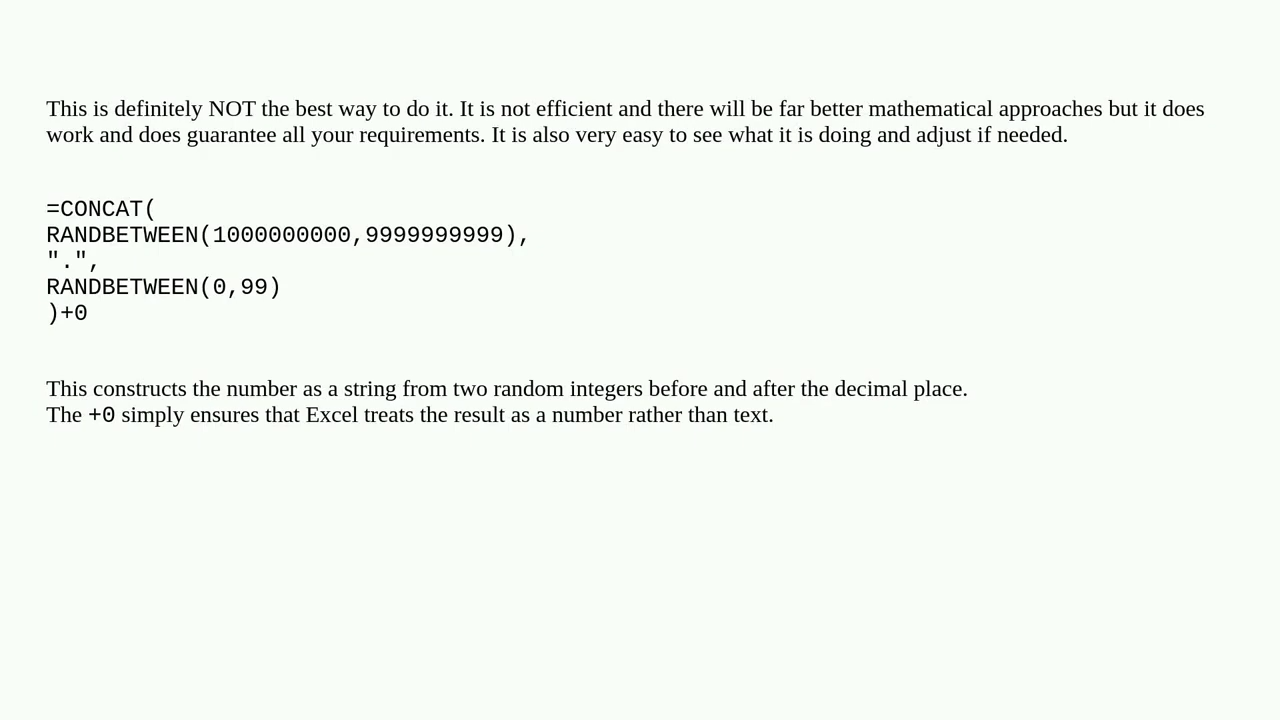 This is definitely NOT the best way to do it. It is not efficient and there will be far better mathematical approaches but it does
work and does guarantee all your requirements. It is also very easy to see what it is doing and adjust if needed.
=CONCAT(
RANDBETWEEN(1000000000,9999999999),
".",
RANDBETWEEN(0,99)
)+0
This constructs the number as a string from two random integers before and after the decimal place.
The +0 simply ensures that Excel treats the result as a number rather than text.